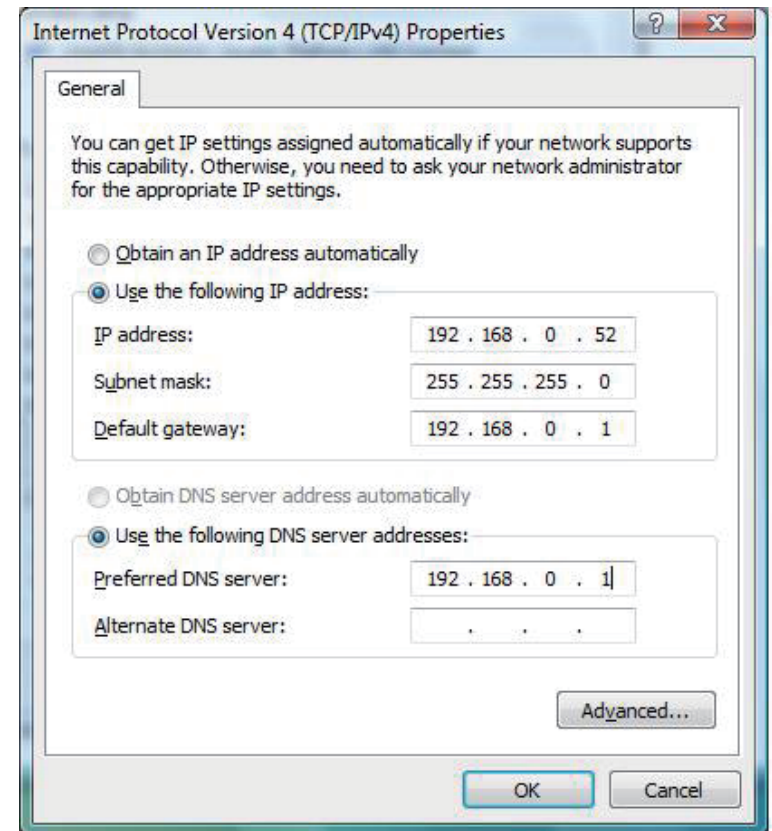 Internet Protocol Version 4 (TCP/IPv4) Properties
?
X
General
You can get IP settings assigned automatically if your network supports
this capability. Otherwise, you need to ask your network administrator
for the appropriate IP settings.
Obtain an IP address automatically
Use the following IP address:
IP address: 192 . 168 . 0 . 52
Subnet mask: 255 . 255 . 255 . 0
Default gateway: 192 . 168 . 0 . 1
Obtain DNS server address automatically
Use the following DNS server addresses:
Preferred DNS server: 192 . 168 . 0 . 1
Alternate DNS server: . . .
Advanced...
OK Cancel